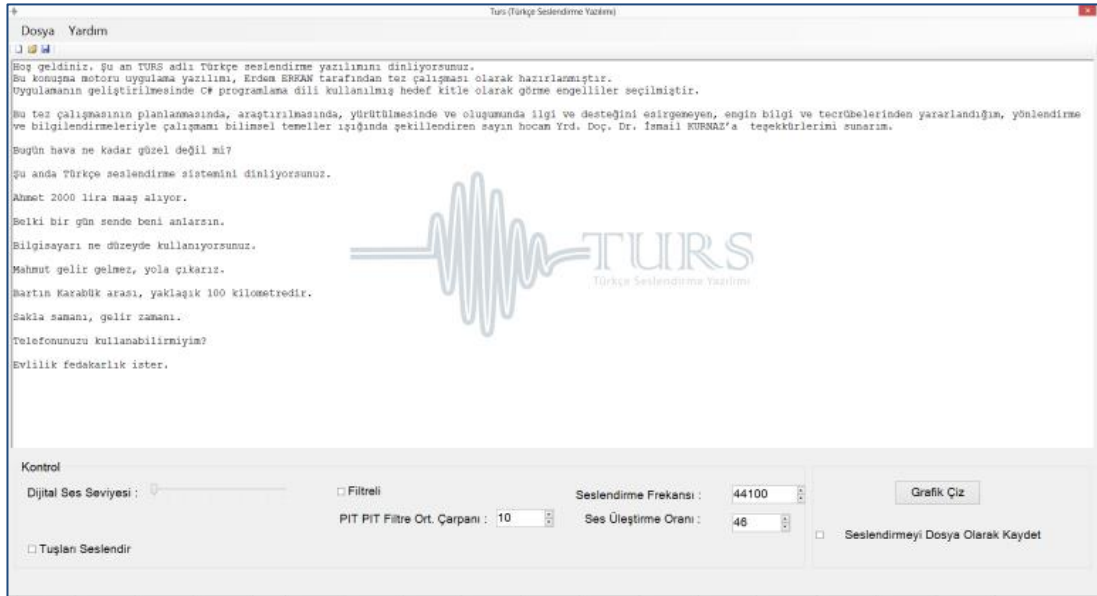 Turs (Türkçe Seslendirme Yazılımı)
Dosya Yardım
Hoş geldiniz. Şu an TURS adlı Türkçe seslendirme yazılımını dinliyorsunuz.
Bu konuşma motoru uygulama yazılımı, Erdem ERKAN tarafından tez çalışması olarak hazırlanmıştır.
Uygulamanın geliştirilmesinde C# programlama dili kullanılmış hedef kitle olarak görme engelliler seçilmiştir.
Bu tez çalışmasının planlanmasında, araştırılmasında, yürütülmesinde ve oluşumunda ilgi ve desteğini esirgemeyen, engin bilgi ve tecrübelerinden yararlandığım, yönlendirme
ve bilgilendirmeleriyle çalışmamı bilimsel temeller ışığında şekillendiren sayın hocam Yrd. Doç. Dr. İsmail KURNAZ’a teşekkürlerimi sunarım.
Bugün hava ne kadar güzel değil mi?
Şu anda Türkçe seslendirme sistemini dinliyorsunuz.
Ahmet 2000 lira maaş alıyor.
Belki bir gün sende beni anlarsın.
Bilgisayarı ne düzeyde kullanıyorsunuz.
Mahmut gelir gelmez, yola çıkarız.
Bartın Karabük arası, yaklaşık 100 kilometredir.
Sakla samanı, gelir zamanı.
Telefonunuzu kullanabilirmiyim?
Evlilik fedakarlık ister.
TURS
Türkçe Seslendirme Yazılımı
Kontrol
Dijital Ses Seviyesi :
Filtreli
Seslendirme Frekansı : 44100
Grafik Çiz
PIT PIT Filtre Ort. Çarpanı : 10
Ses Üleştirme Oranı : 46
Seslendirmeyi Dosya Olarak Kaydet
Tuşları Seslendir